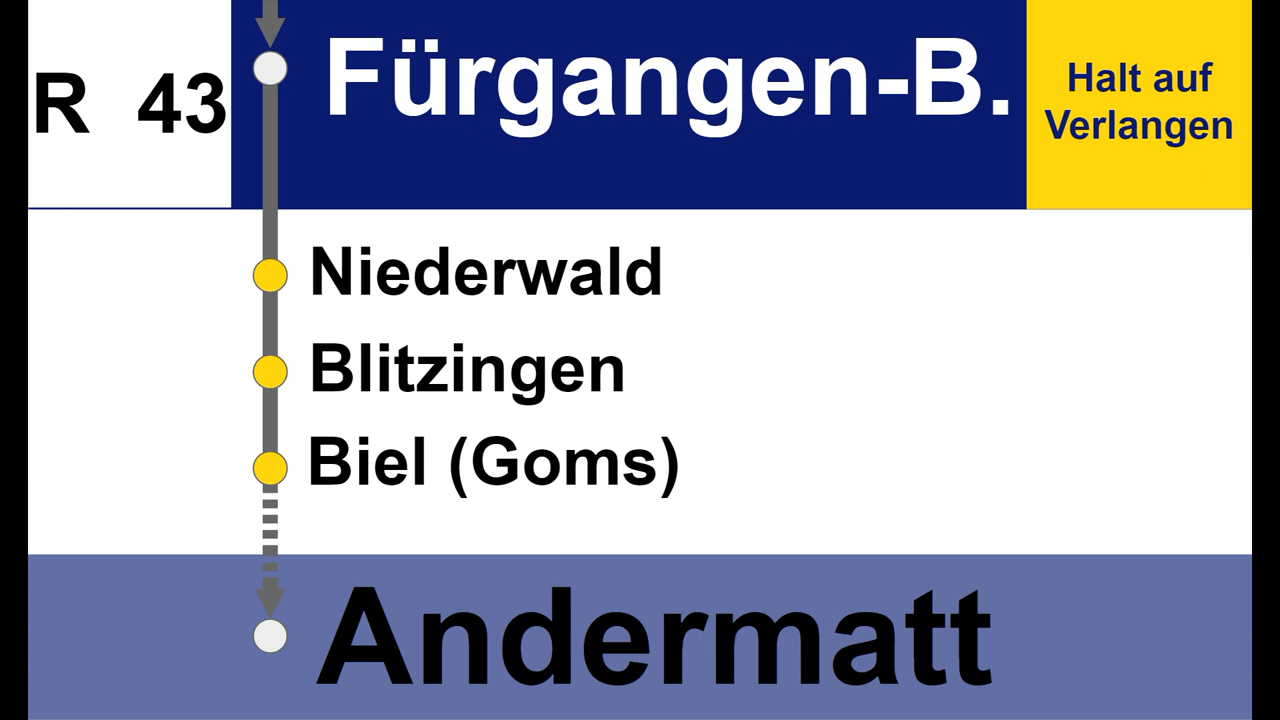 R 43
Fürgangen-B.
Halt auf
Verlangen
Niederwald
Blitzingen
Biel (Goms)
Andermatt